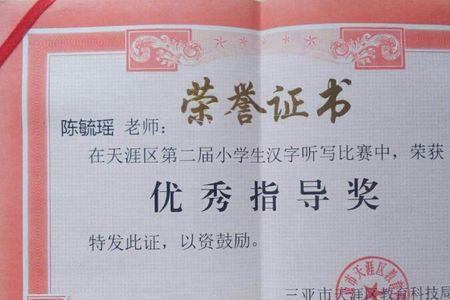 荣誉证书
陈毓瑶 老师：
在天涯区第二届小学生汉字听写比赛中，荣获
优秀指导奖
特发此证，以资鼓励。
三亚市天涯区教育科技局